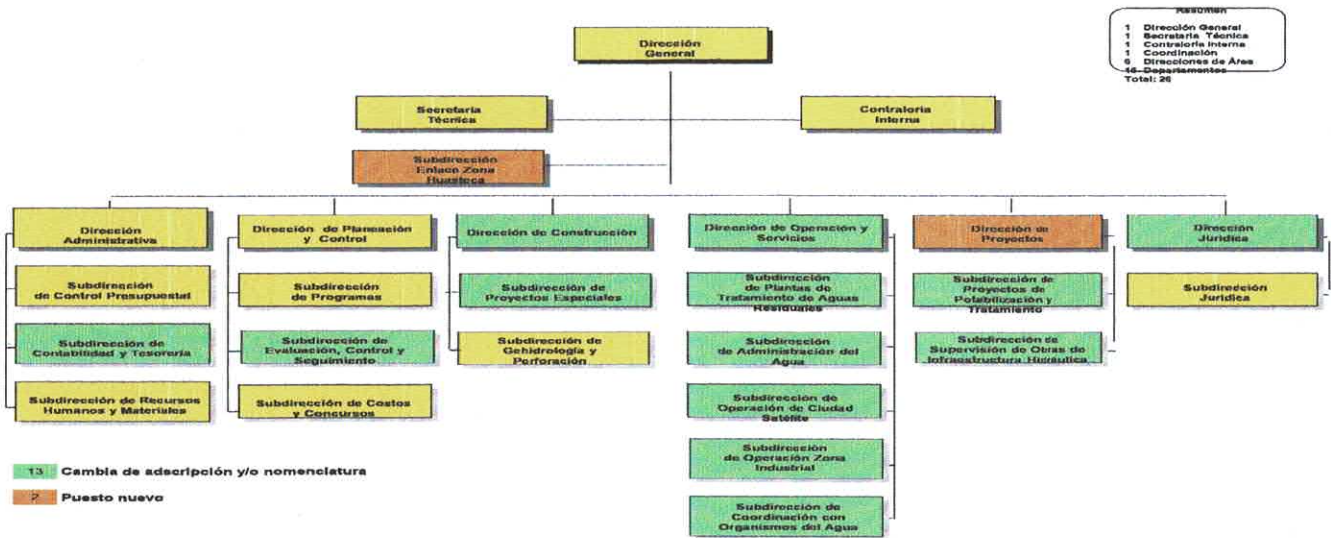 Resumen
1 Dirección General
1 Secretaria Técnica
1 Contraloría Interna
1 Coordinación
6 Direcciones de Área
16 Departamentos
Total: 26
Dirección
General
Secretaria
Técnica
Contraloría
Interna
Subdirección
Enlace Zona
Huasteca
Dirección
Administrativa
Dirección de Planeación
y Control
Dirección de Construcción
Dirección de Operación y
Servicios
Dirección de
Proyectos
Dirección
Jurídica
Subdirección
de Control Presupuestal
Subdirección
de Programas
Subdirección de
Proyectos Especiales
Subdirección
de Plantas de
Tratamiento de Aguas
Residuales
Subdirección de
Proyectos de
Potabilización y
Tratamiento
Subdirección
Jurídica
Subdirección de
Contabilidad y Tesorería
Subdirección de
Evaluación, Control y
Seguimiento
Subdirección de
Gehidrología y
Perforación
Subdirección
de Administración del
Agua
Subdirección de
Supervisión de Obras de
Infraestructura Hidráulica
Subdirección de Recursos
Humanos y Materiales
Subdirección de Costos
y Concursos
Subdirección de
Operación de Ciudad
Satélite
Subdirección
de Operación Zona
Industrial
Subdirección de
Coordinación con
Organismos del Agua
13 Cambia de adscripción y/o nomenclatura
2 Puesto nuevo